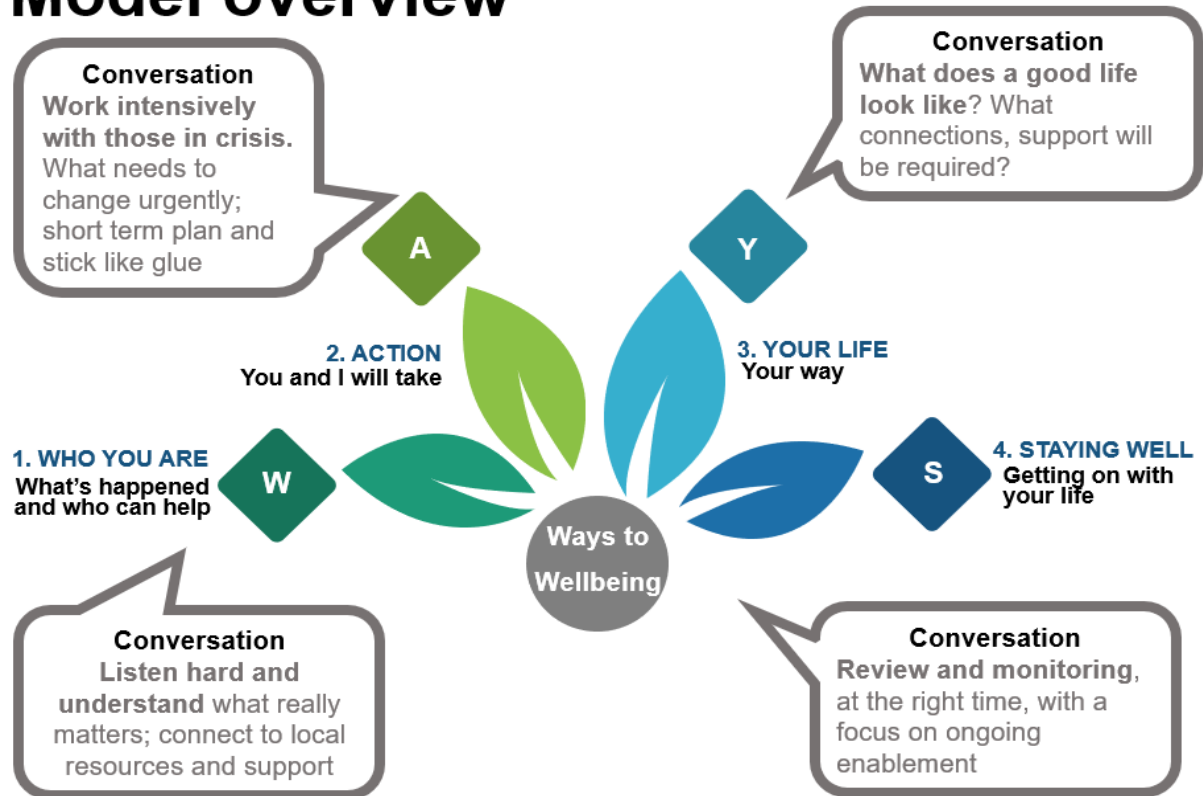 Model overview
Conversation
Work intensively
with those in crisis.
What needs to
change urgently;
short term plan and
stick like glue
Conversation
What does a good life
look like? What
connections, support will
be required?
A
Y
2. ACTION
You and I will take
3. YOUR LIFE
Your way
1. WHO YOU ARE
What's happened
and who can help
W
S
4. STAYING WELL
Getting on with
your life
Ways to
Wellbeing
Conversation
Listen hard and
understand what really
matters; connect to local
resources and support
Conversation
Review and monitoring,
at the right time, with a
focus on ongoing
enablement